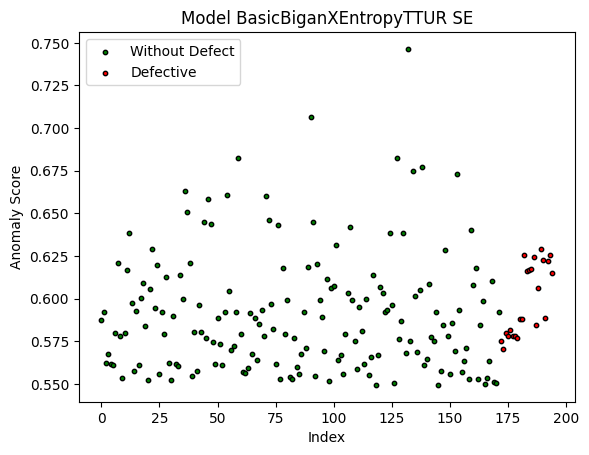 Model BasicBiganXEntropyTTUR SE
Without Defect
Defective
Anomaly Score
0.750
0.725
0.700
0.675
0.650
0.625
0.600
0.575
0.550
0 25 50 75 100 125 150 175 200
Index